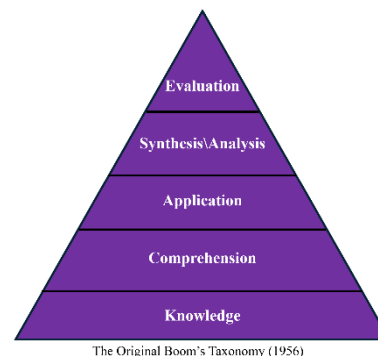 Evaluation
Synthesis\Analysis
Application
Comprehension
Knowledge
The Original Boom's Taxonomy (1956)